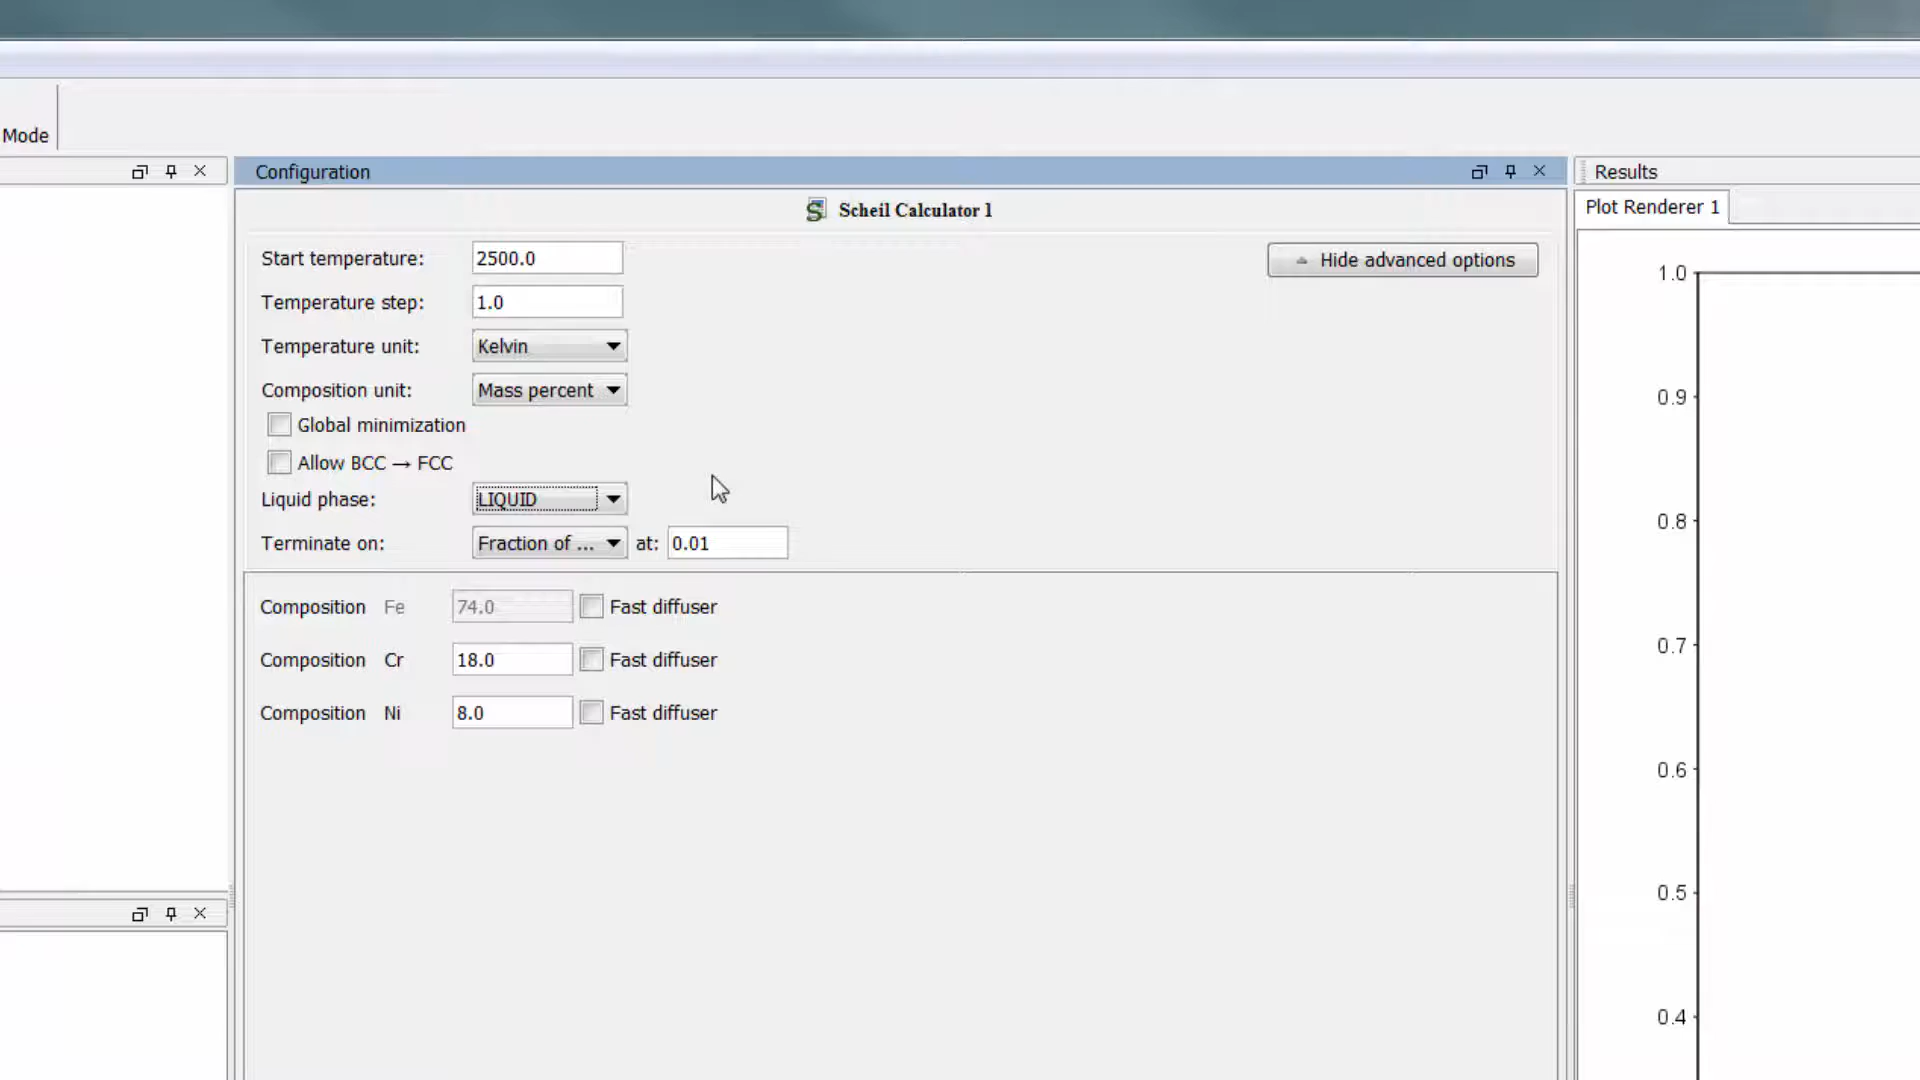 Mode
Configuration
Results
Scheil Calculator 1
Plot Renderer 1
Start temperature: 2500.0
Hide advanced options
Temperature step: 1.0
Temperature unit: Kelvin
Composition unit: Mass percent
Global minimization
Allow BCC → FCC
Liquid phase: LIQUID
Terminate on: Fraction of ... at: 0.01
Composition Fe 74.0 Fast diffuser
Composition Cr 18.0 Fast diffuser
Composition Ni 8.0 Fast diffuser
1.0
0.9
0.8
0.7
0.6
0.5
0.4